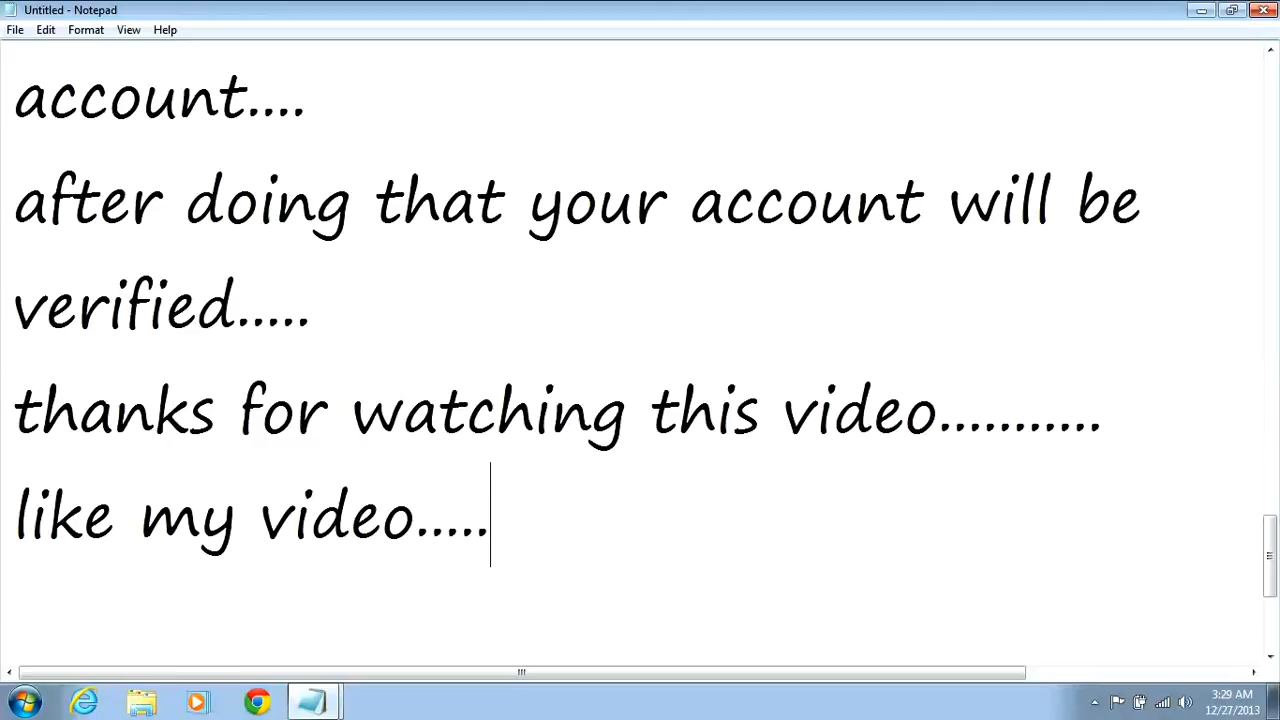 Untitled - Notepad
File Edit Format View Help
account....
after doing that your account will be
verified.....
thanks for watching this video...........
like my video.....
3:29 AM
12/27/2013